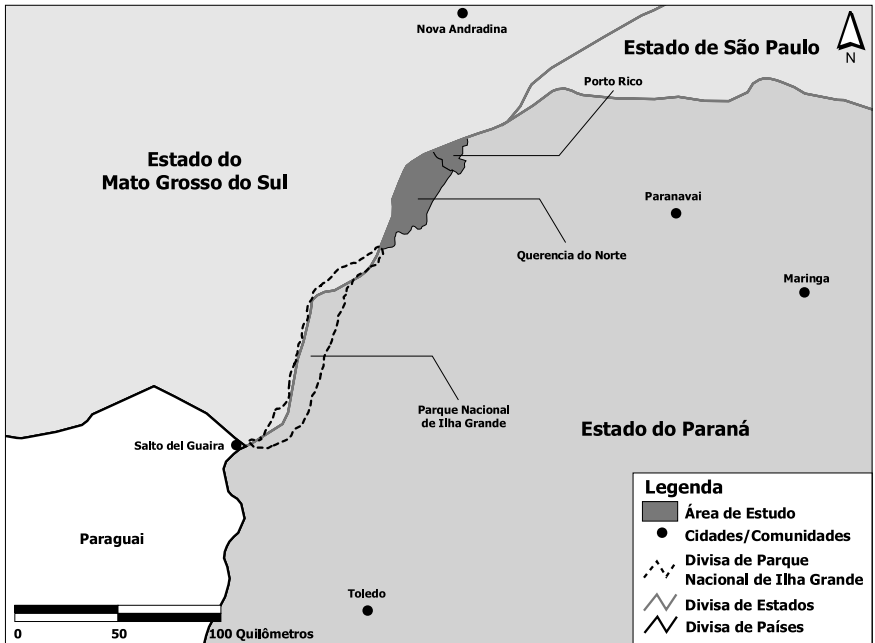 Nova Andradina
Estado de São Paulo
N
Porto Rico
Estado do
Mato Grosso do Sul
Paranavai
Querencia do Norte
Maringa
Parque Nacional
de Ilha Grande
Estado do Paraná
Salto del Guaira
Paraguai
Toledo
0 50 100 Quilômetros
Legenda
Área de Estudo
Cidades/Comunidades
Divisa de Parque
Nacional de Ilha Grande
Divisa de Estados
Divisa de Países